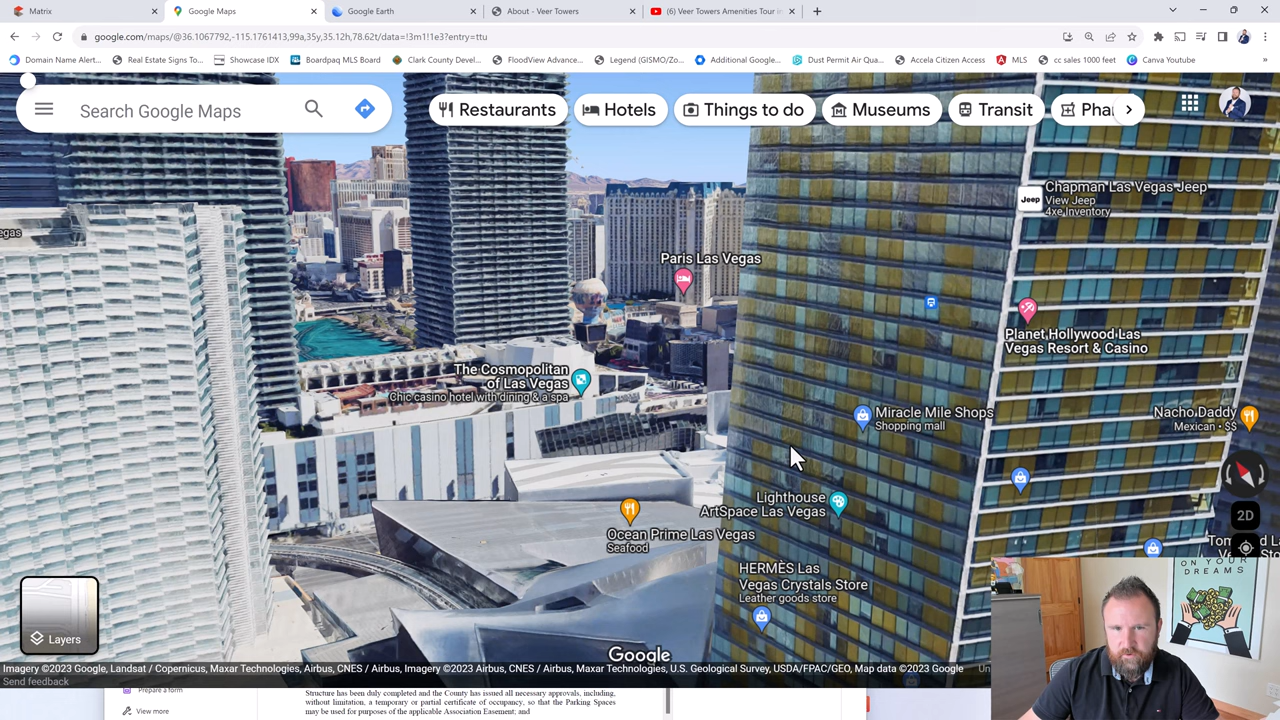 Matrix
Google Maps
Google Earth
About - Veer Towers
(6) Veer Towers Amenities Tour in
google.com/maps/@36.1067792,-115.1761413,99a,35y,35.12h,78.62t/data=!3m1!1e3?entry=ttu
Domain Name Alert...
Real Estate Signs To...
Showcase IDX
Boardpaq MLS Board
Clark County Devel...
FloodView Advance...
Legend (GISMO/Zo...
Additional Google...
Dust Permit Air Qua...
Accela Citizen Access
MLS
cc sales 1000 feet
Canva Youtube
»
Search Google Maps
Restaurants
Hotels
Things to do
Museums
Transit
Pha
Jeep
Chapman Las Vegas Jeep
View Jeep
4xe Inventory
egas
Paris Las Vegas
Planet Hollywood Las
Vegas Resort & Casino
The Cosmopolitan
of Las Vegas
Chic casino hotel with dining & a spa
Miracle Mile Shops
Shopping mall
Nacho Daddy
Mexican • $$
Lighthouse
ArtSpace Las Vegas
2D
Ocean Prime Las Vegas
Seafood
HERMÈS Las
Vegas Crystals Store
Leather goods store
ON YOUR
DREAMS
Layers
Google
Imagery ©2023 Google, Landsat / Copernicus, Maxar Technologies, Airbus, CNES / Airbus, Imagery ©2023 Airbus, CNES / Airbus, Maxar Technologies, U.S. Geological Survey, USDA/FPAC/GEO, Map data ©2023 Google
Send feedback
Prepare a form
View more
Structure has been duly completed and the County has issued all necessary approvals, including,
without limitation, a temporary or partial certificate of occupancy, so that the Parking Spaces
may be used for purposes of the applicable Association Easement; and